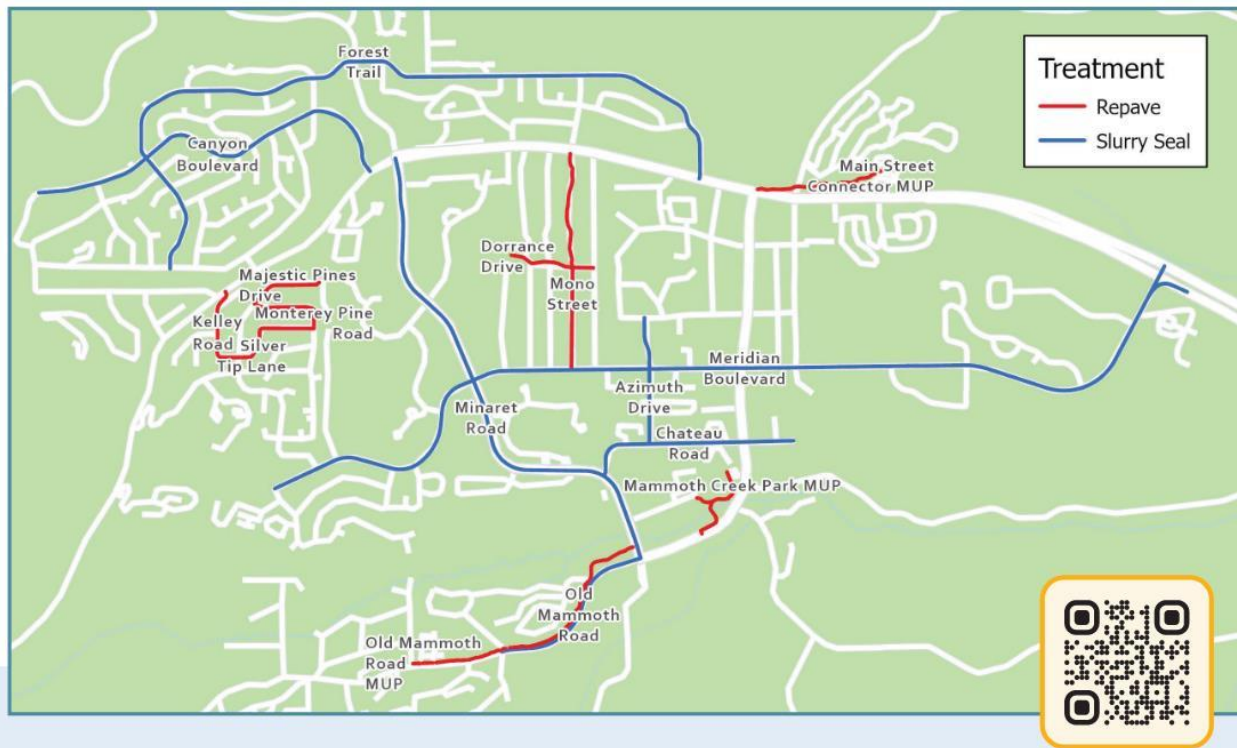 Forest
Trail
Treatment
Repave
Slurry Seal
Canyon
Boulevard
Main Street
Connector MUP
Dorrance
Drive
Mono
Street
Majestic Pines
Drive
Monterey Pine
Road
Kelley
Road
Silver
Tip Lane
Meridian
Boulevard
Azimuth
Drive
Minaret
Road
Chateau
Road
Mammoth Creek Park MUP
Old
Mammoth
Road
Old Mammoth
Road
MUP